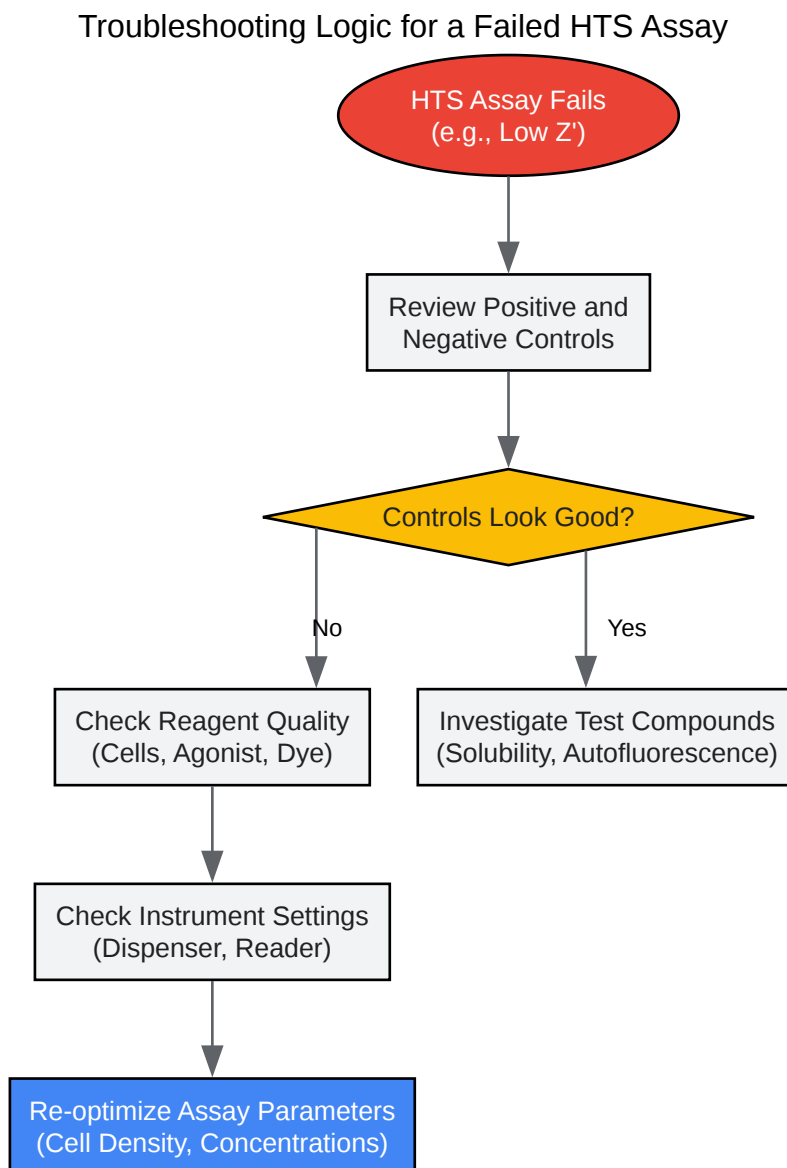 Troubleshooting Logic for a Failed HTS Assay
HTS Assay Fails
(e.g., Low Z')
Review Positive and
Negative Controls
Controls Look Good?
No
Yes
Check Reagent Quality
(Cells, Agonist, Dye)
Investigate Test Compounds
(Solubility, Autofluorescence)
Check Instrument Settings
(Dispenser, Reader)
Re-optimize Assay Parameters
(Cell Density, Concentrations)